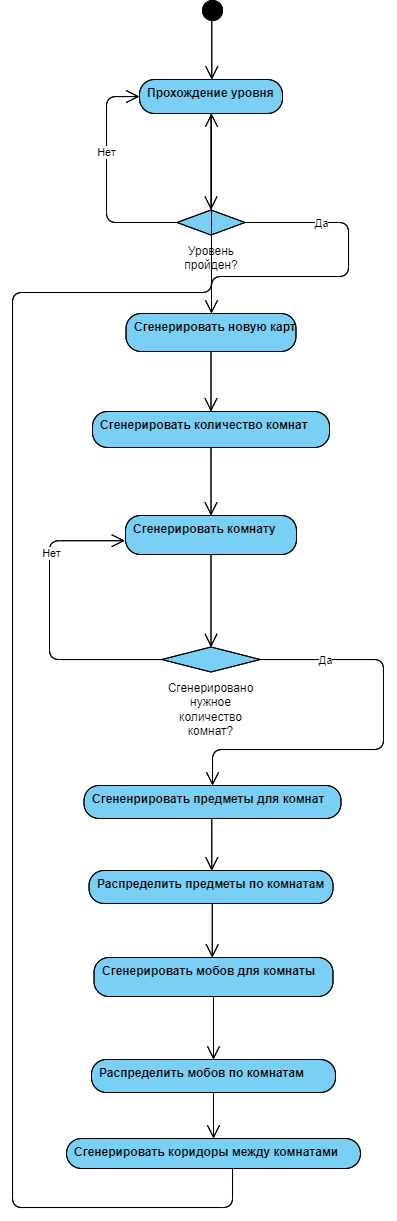 Прохождение уровня
Нет
Да
Уровень
пройден?
Сгенерировать новую карт
Сгенерировать количество комнат
Сгенерировать комнату
Нет
Да
Сгенерировано
нужное
количество
комнат?
Сгененрировать предметы для комнат
Распределить предметы по комнатам
Сгенерировать мобов для комнаты
Распределить мобов по комнатам
Сгенерировать коридоры между комнатами